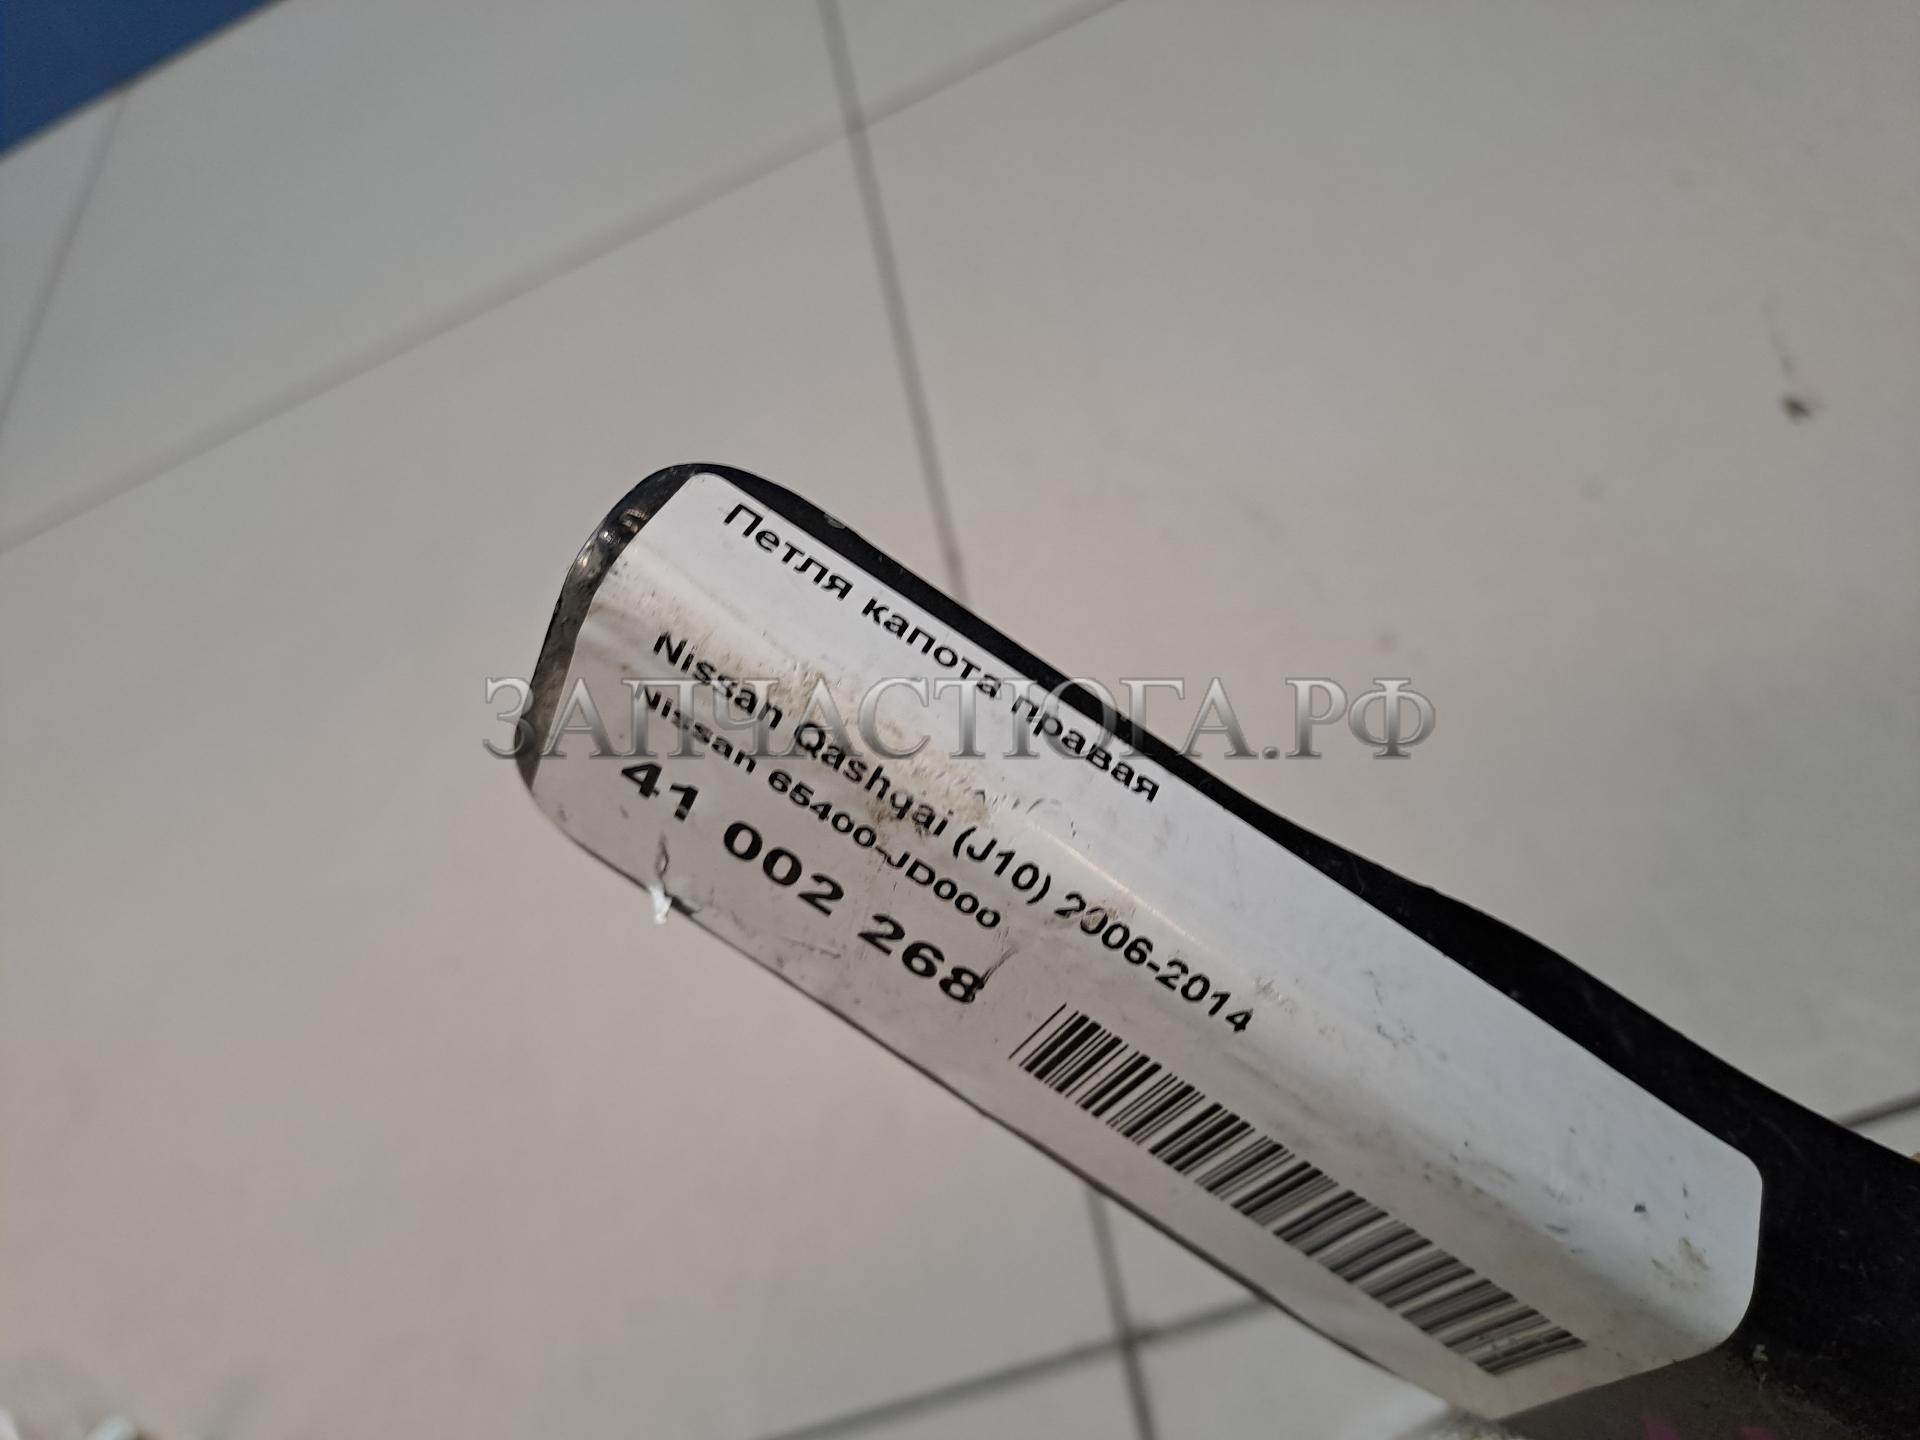 Петля капота правая
Nissan Qashqai (J10) 2006-2014
Nissan 65400-JD000
41 002 268
ЗАПЧАСТЮГА.РФ